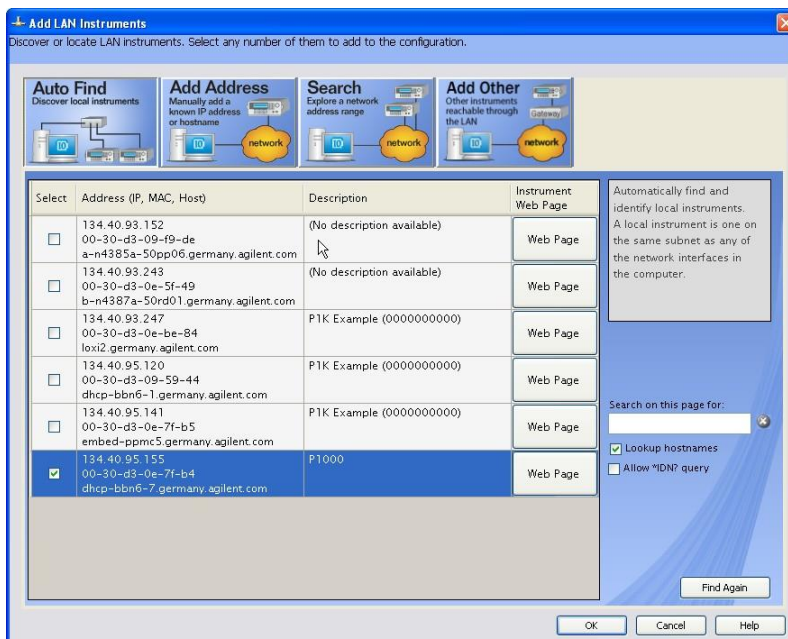 Add LAN Instruments
Discover or locate LAN instruments. Select any number of them to add to the configuration.
Auto Find
Discover local instruments
Add Address
Manually add a
known IP address
or hostname
network
Search
Explore a network
address range
network
Add Other
Other instruments
reachable through
the LAN
Gateway
network
Select
Address (IP, MAC, Host)
Description
Instrument
Web Page
134.40.93.152
00-30-d3-09-f9-de
a-n4385a-50pp06.germany.agilent.com
(No description available)
Web Page
134.40.93.243
00-30-d3-0e-5f-49
b-n4387a-50rd01.germany.agilent.com
(No description available)
Web Page
134.40.93.247
00-30-d3-0e-be-84
loxi2.germany.agilent.com
P1K Example (0000000000)
Web Page
134.40.95.120
00-30-d3-09-59-44
dhcp-bbn6-1.germany.agilent.com
P1K Example (0000000000)
Web Page
134.40.95.141
00-30-d3-0e-7f-b5
embed-ppmc5.germany.agilent.com
P1K Example (0000000000)
Web Page
134.40.95.155
00-30-d3-0e-7f-b4
dhcp-bbn6-7.germany.agilent.com
P1000
Web Page
Automatically find and
identify local instruments.
A local instrument is one on
the same subnet as any of
the network interfaces in
the computer.
Search on this page for:
Lookup hostnames
Allow *IDN? query
Find Again
OK
Cancel
Help